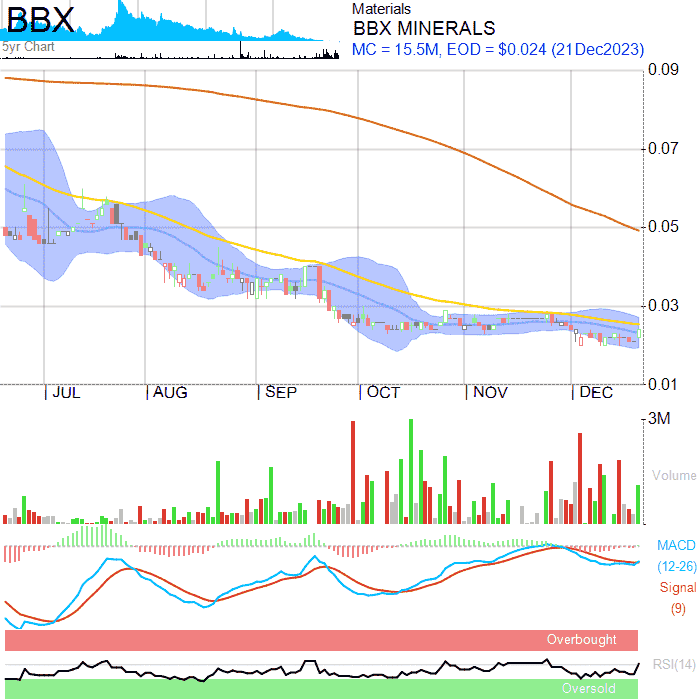 BBX
5yr Chart
Materials
BBX MINERALS
MC = 15.5M, EOD = $0.024 (21Dec2023)
0.09
0.07
0.05
0.03
0.01
JUL AUG SEP OCT NOV DEC
3M
Volume
MACD
(12-26)
Signal
(9)
Overbought
RSI(14)
Oversold